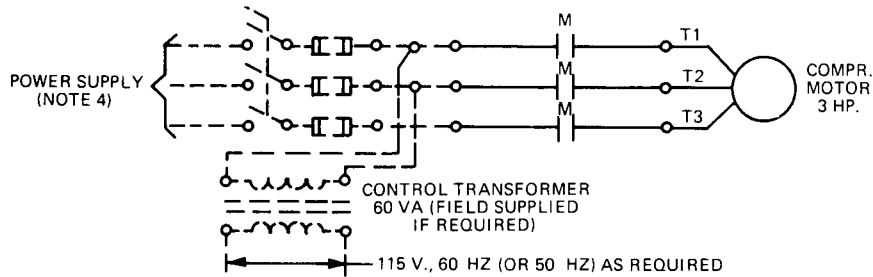 M
T1
POWER SUPPLY
(NOTE 4)
M
T2
COMPR.
MOTOR
3 HP.
M
T3
CONTROL TRANSFORMER
60 VA (FIELD SUPPLIED
IF REQUIRED)
115 V., 60 HZ (OR 50 HZ) AS REQUIRED